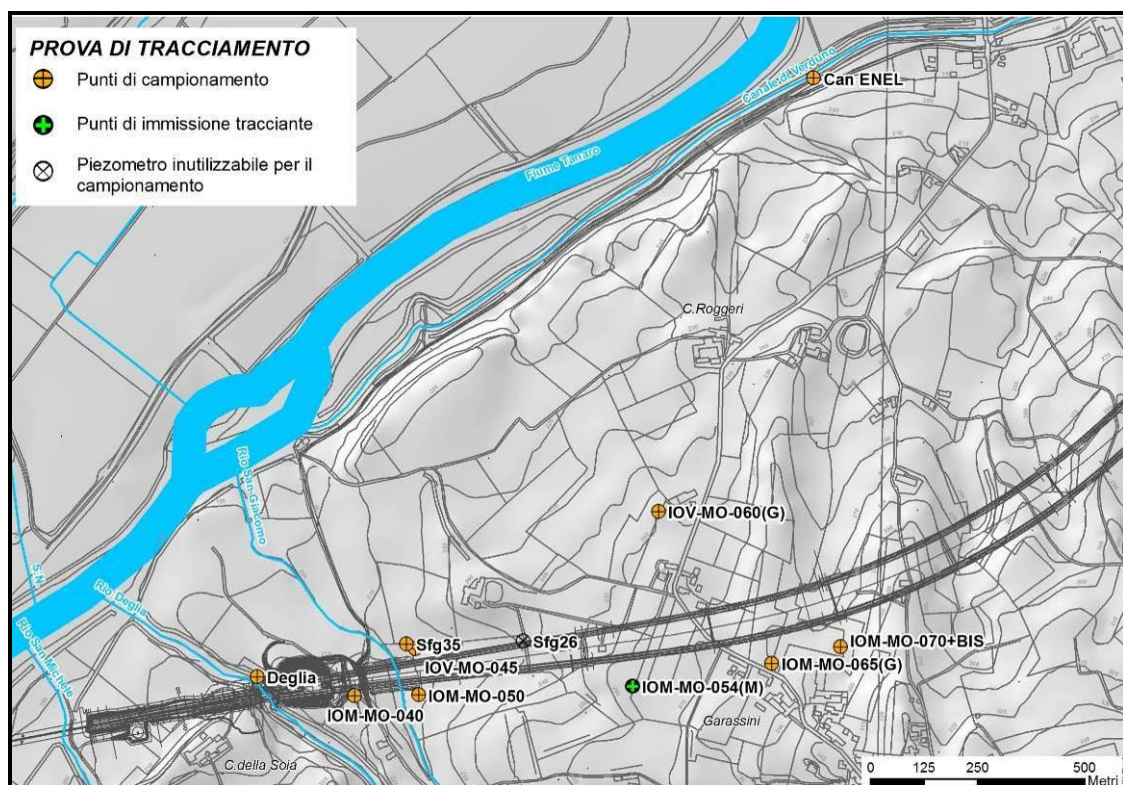 PROVA DI TRACCIAMENTO
Punti di campionamento
Punti di immissione tracciante
Piezometro inutilizzabile per il
campionamento
Can ENEL
Canale di Verduno
Fiume Tanaro
C.Roggeri
IOV-MO-060(G)
Rio San Giacomo
S.N.
Rio Deglia
Rio San Michele
Sfg35
Sfg26
IOV-MO-045
IOM-MO-070+BIS
IOM-MO-065(G)
Deglia
IOM-MO-050
IOM-MO-054(M)
IOM-MO-040
Garassini
C.della Soia
0 125 250 500
Metri